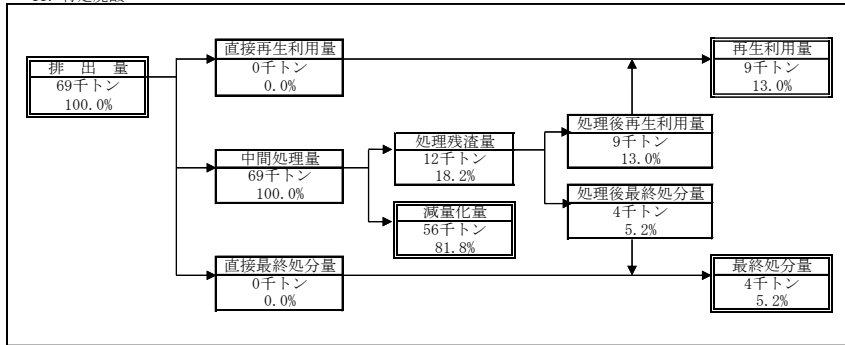 排 出 量
69千トン
100.0%
直接再生利用量
0千トン
0.0%
再生利用量
9千トン
13.0%
中間処理量
69千トン
100.0%
処理残渣量
12千トン
18.2%
処理後再生利用量
9千トン
13.0%
減量化量
56千トン
81.8%
処理後最終処分量
4千トン
5.2%
直接最終処分量
0千トン
0.0%
最終処分量
4千トン
5.2%